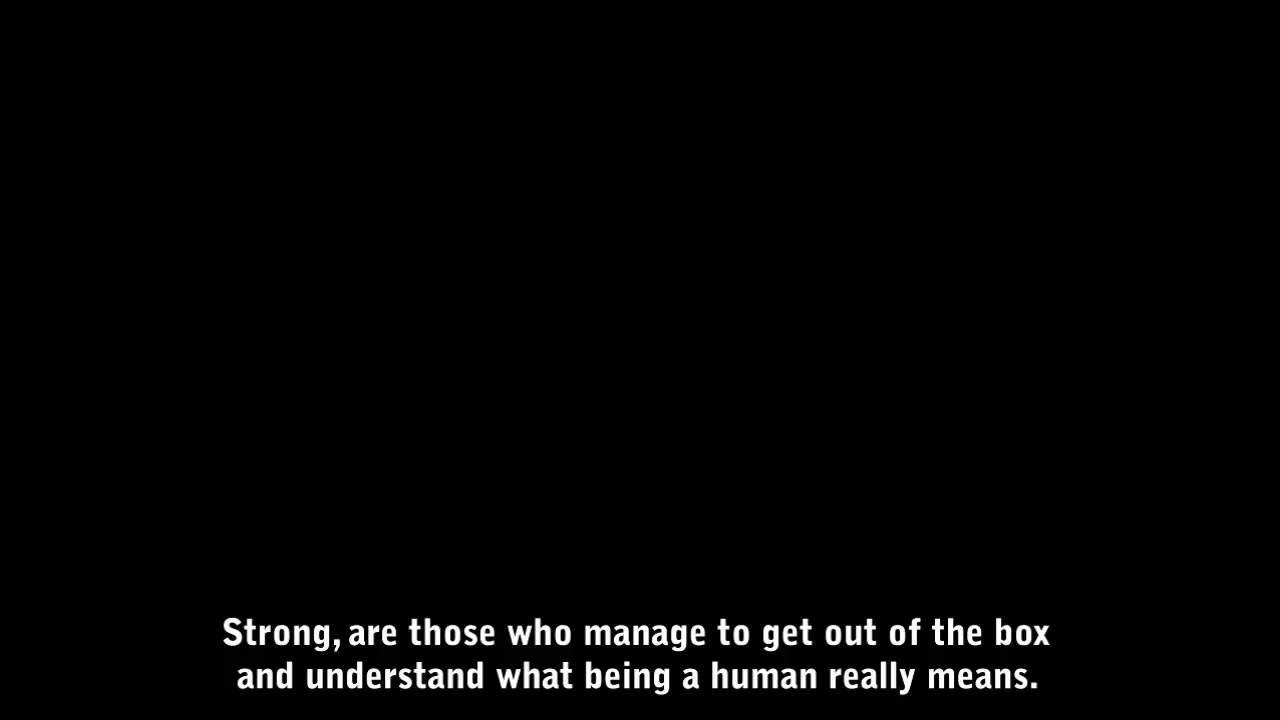 Strong, are those who manage to get out of the box
and understand what being a human really means.